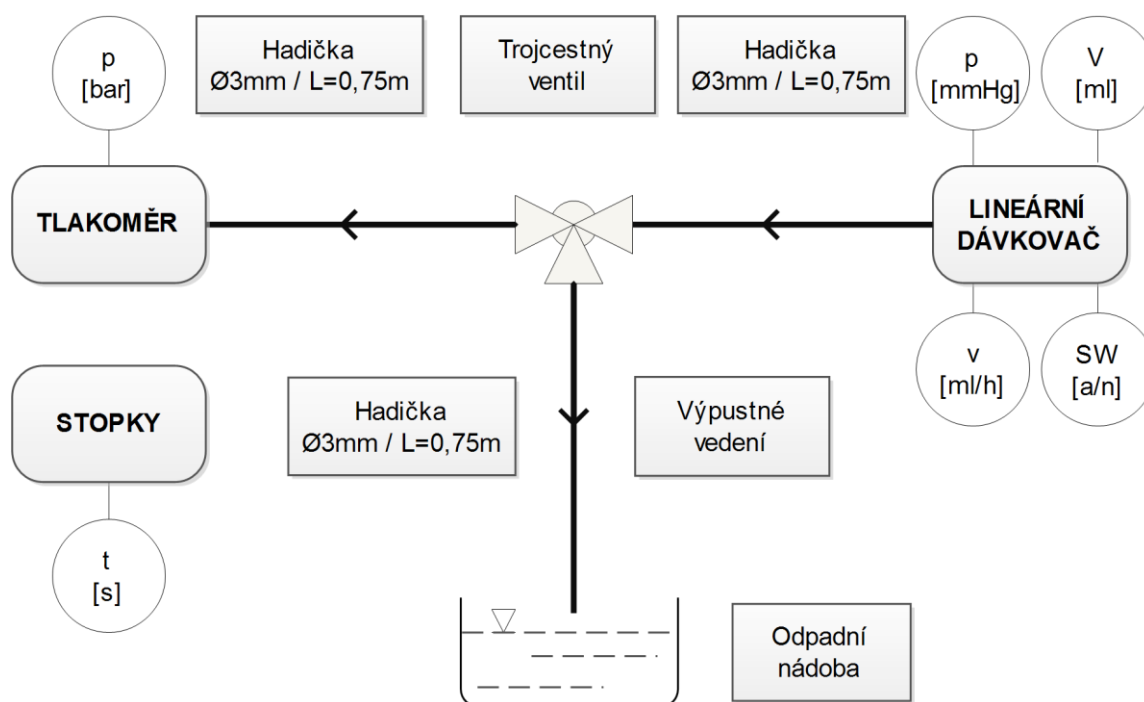 p
[bar]
Hadička
Ø3mm / L=0,75m
Trojcestný
ventil
Hadička
Ø3mm / L=0,75m
p
[mmHg]
V
[ml]
TLAKOMĚR
LINEÁRNÍ
DÁVKOVAČ
v
[ml/h]
SW
[a/n]
STOPKY
Hadička
Ø3mm / L=0,75m
Výpustné
vedení
t
[s]
Odpadní
nádoba